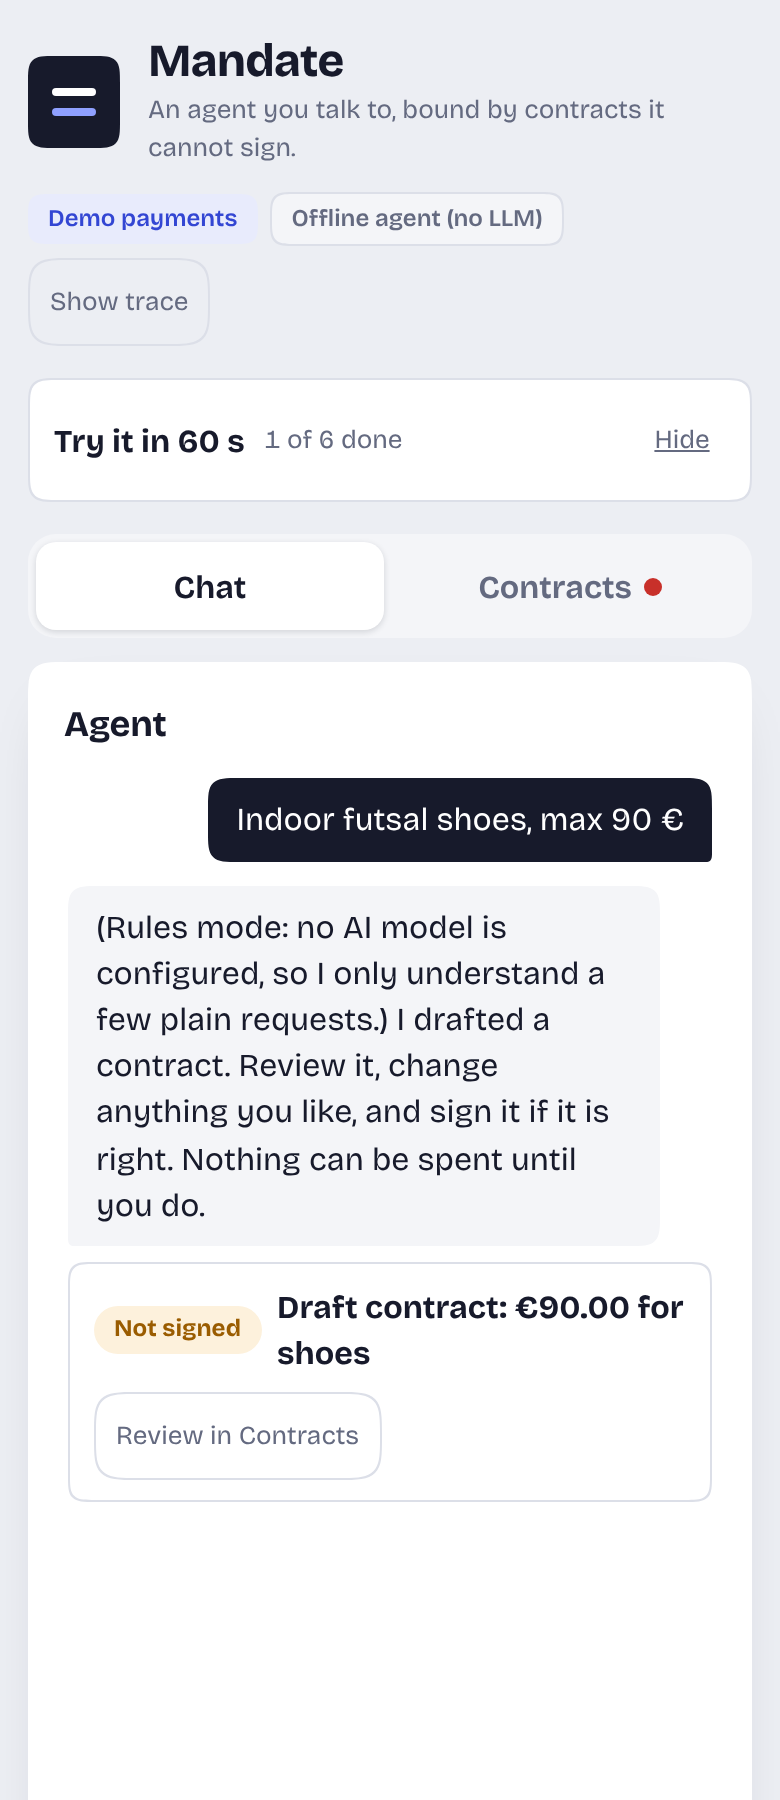 Mandate
An agent you talk to, bound by contracts it
cannot sign.
Demo payments
Offline agent (no LLM)
Show trace
Try it in 60 s 1 of 6 done Hide
Chat
Contracts
Agent
Indoor futsal shoes, max 90 €
(Rules mode: no AI model is
configured, so I only understand a
few plain requests.) I drafted a
contract. Review it, change
anything you like, and sign it if it is
right. Nothing can be spent until
you do.
Not signed
Draft contract: €90.00 for
shoes
Review in Contracts